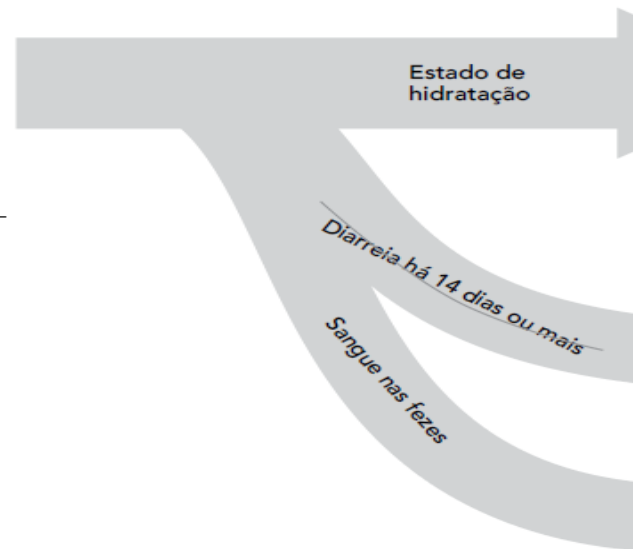 Estado de
hidratação
Diarreia há 14 dias ou mais
Sangue nas fezes